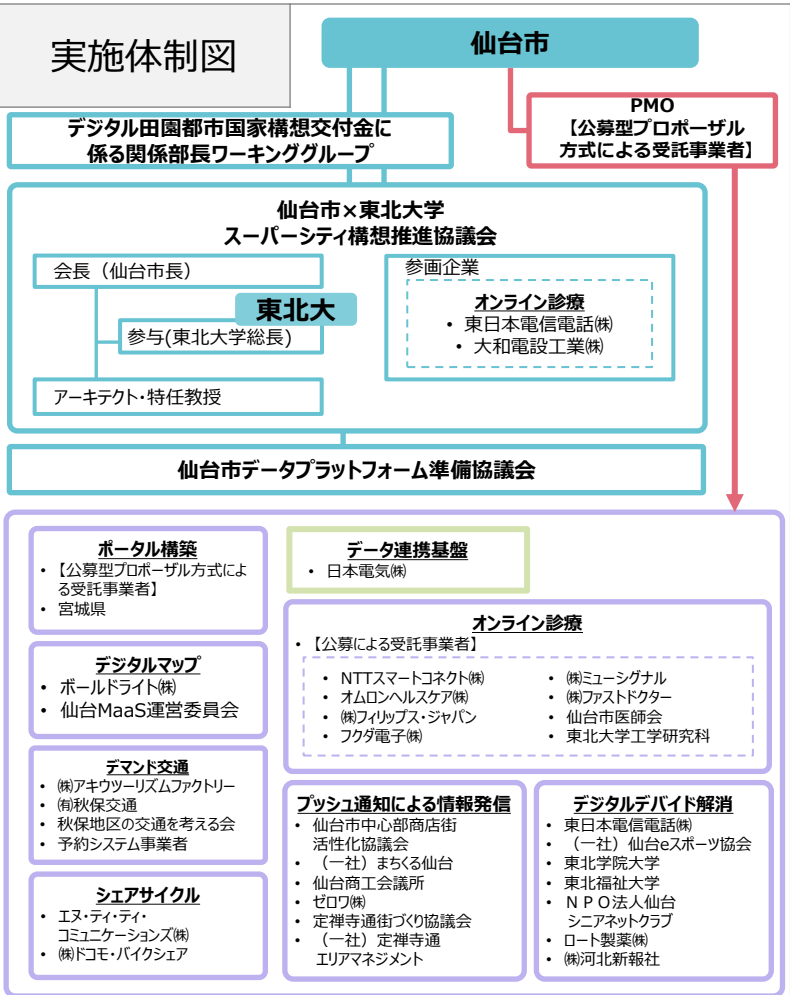 実施体制図
仙台市
デジタル田園都市国家構想交付金に
係る関係部長ワーキンググループ
PMO
【公募型プロポーザル
方式による受託事業者】
仙台市×東北大学
スーパーシティ構想推進協議会
会長（仙台市長）
東北大
参与(東北大学総長)
アーキテクト・特任教授
参画企業
オンライン診療
• 東日本電信電話㈱
• 大和電設工業㈱
仙台市データプラットフォーム準備協議会
ポータル構築
• 【公募型プロポーザル方式によ
る受託事業者】
• 宮城県
データ連携基盤
• 日本電気㈱
デジタルマップ
• ボールドライト㈱
• 仙台MaaS運営委員会
オンライン診療
• 【公募による受託事業者】
• NTTスマートコネクト㈱
• オムロンヘルスケア㈱
• ㈱フィリップス・ジャパン
• フクダ電子㈱
• ㈱ミューシグナル
• ㈱ファストドクター
• 仙台市医師会
• 東北大学工学研究科
デマンド交通
• ㈱アキウツーリズムファクトリー
• ㈲秋保交通
• 秋保地区の交通を考える会
• 予約システム事業者
シェアサイクル
• エヌ・ティ・ティ・
コミュニケーションズ㈱
• ㈱ドコモ・バイクシェア
プッシュ通知による情報発信
• 仙台市中心部商店街
活性化協議会
• （一社）まちくる仙台
• 仙台商工会議所
• ゼロワ㈱
• 定禅寺通街づくり協議会
• （一社）定禅寺通
エリアマネジメント
デジタルデバイド解消
• 東日本電信電話㈱
• （一社）仙台eスポーツ協会
• 東北学院大学
• 東北福祉大学
• ＮＰＯ法人仙台
シニアネットクラブ
• ロート製薬㈱
• ㈱河北新報社